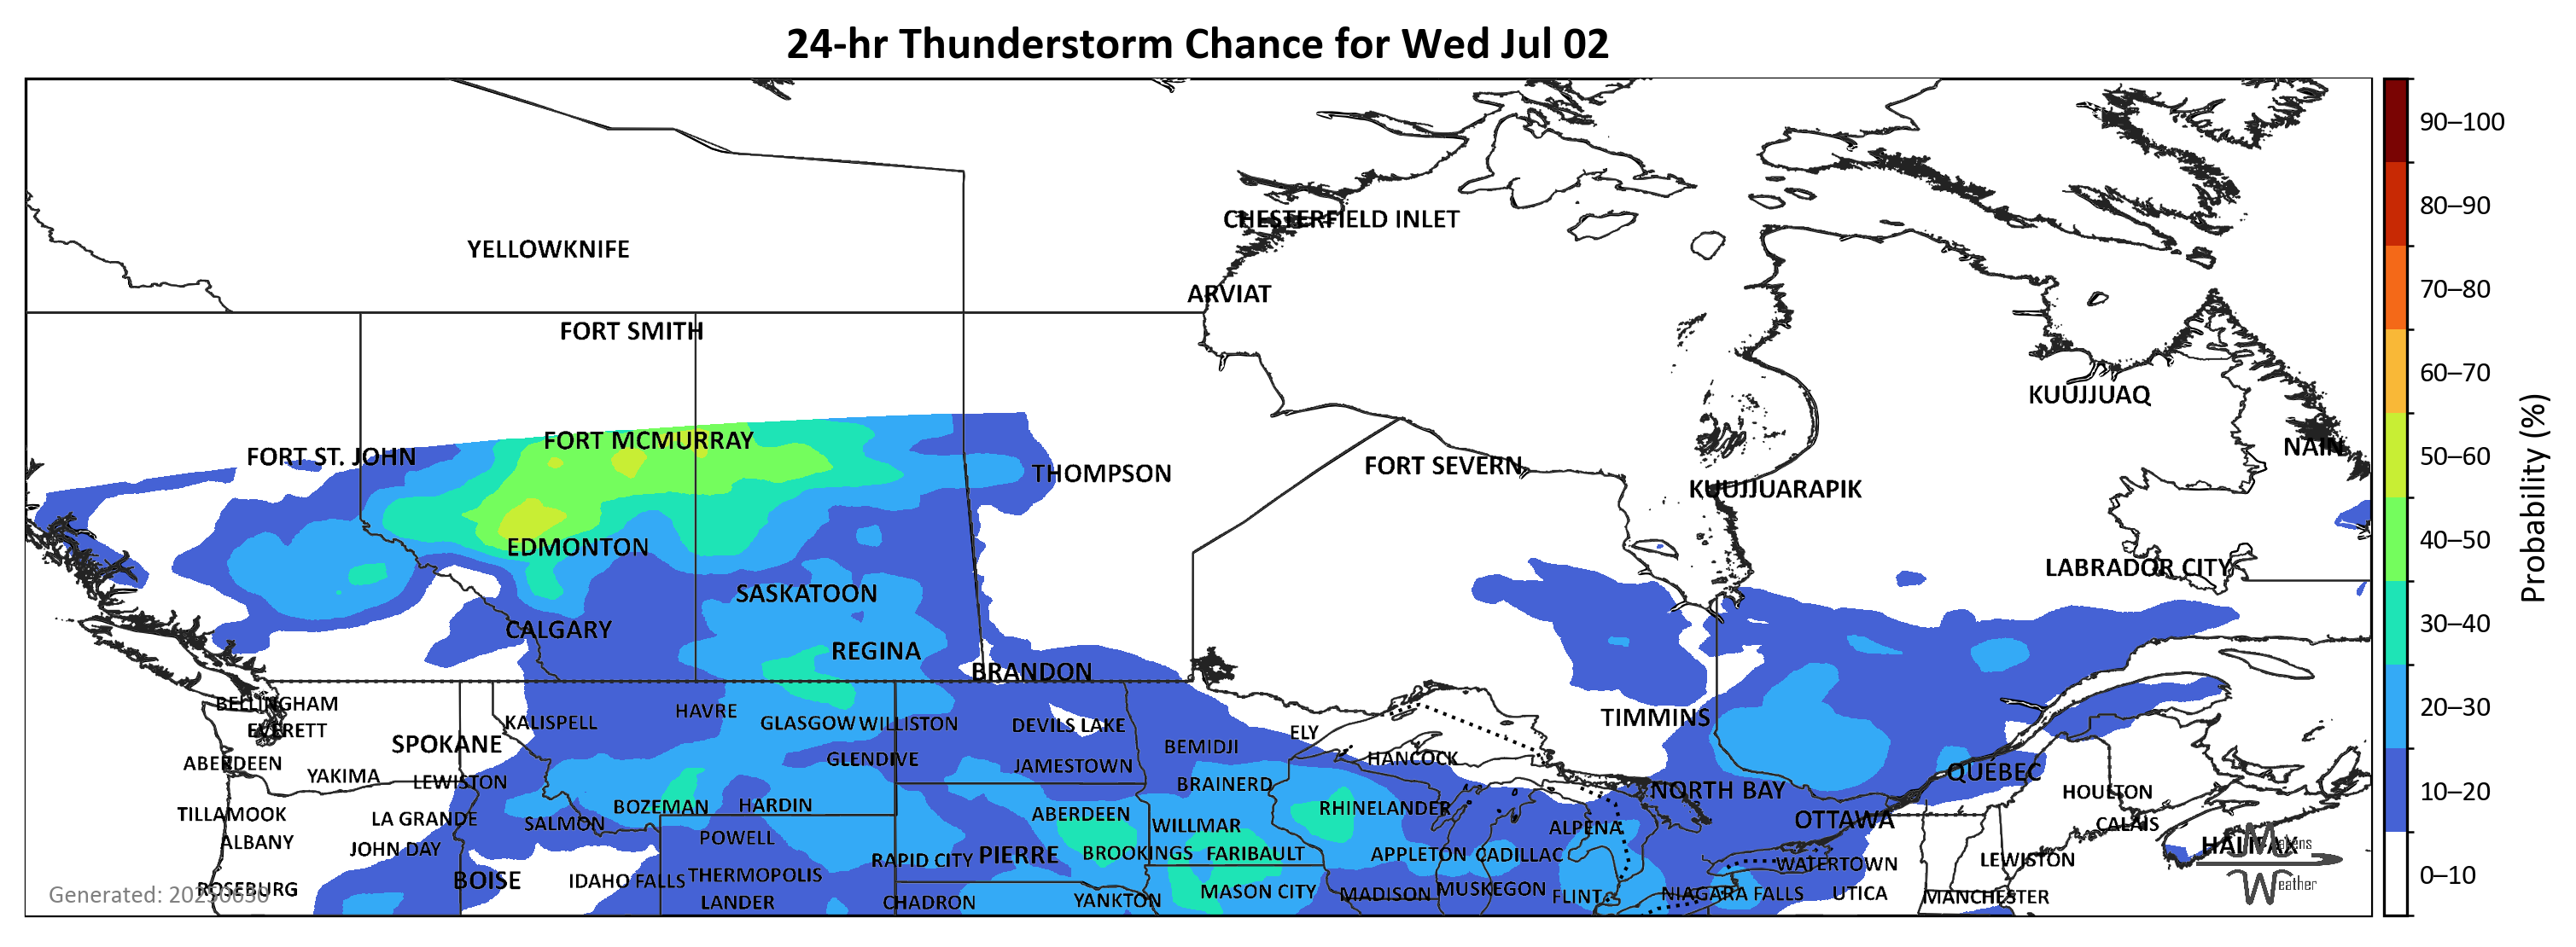 24-hr Thunderstorm Chance for Wed Jul 02
90–100
80–90
70–80
60–70
50–60
40–50
30–40
20–30
10–20
0–10
Probability (%)
CHESTERFIELD INLET
YELLOWKNIFE
ARVIAT
FORT SMITH
KUUJJUAQ
FORT MCMURRAY
NAIN
FORT ST. JOHN
FORT SEVERN
THOMPSON
KUUJJUARAPIK
EDMONTON
LABRADOR CITY
SASKATOON
CALGARY
REGINA
BRANDON
BELLINGHAM
HAVRE
TIMMINS
KALISPELL
GLASGOW
WILLISTON
DEVILS LAKE
EVERETT
ELY
SPOKANE
BEMIDJI
HANCOCK
GLENDIVE
ABERDEEN
JAMESTOWN
QUEBEC
YAKIMA
LEWISTON
BRAINERD
NORTH BAY
HOULTON
BOZEMAN
HARDIN
RHINELANDER
TILLAMOOK
ABERDEEN
LA GRANDE
OTTAWA
SALMON
WILLMAR
ALPENA
CALAIS
POWELL
ALBANY
HALIFAX
Makens
Weather
JOHN DAY
BROOKINGS
FARIBAULT
APPLETON
CADILLAC
PIERRE
RAPID CITY
LEWISTON
WATERTOWN
THERMOPOLIS
BOISE
IDAHO FALLS
ROSEBURG
MASON CITY
MUSKEGON
MADISON
NIAGARA FALLS
UTICA
FLINT
MANCHESTER
YANKTON
LANDER
CHADRON
Generated: 20250630